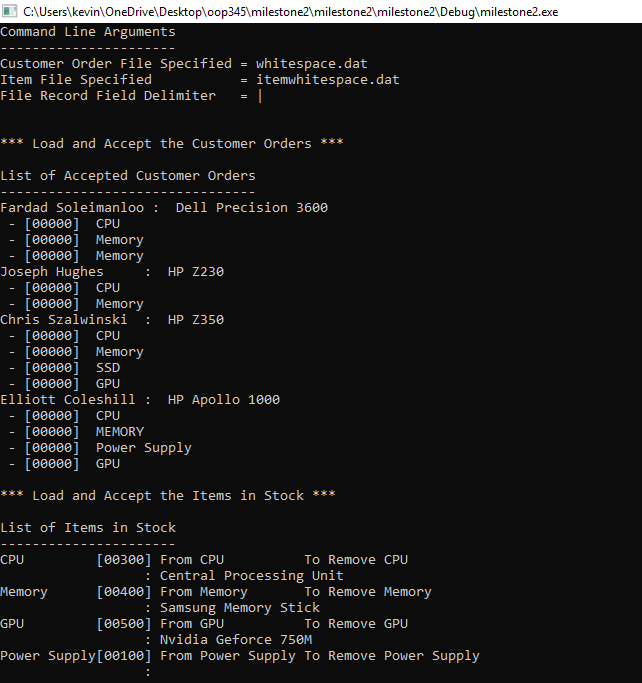 C:\Users\kevin\OneDrive\Desktop\oop345\milestone2\milestone2\milestone2\Debug\milestone2.exe
Command Line Arguments
----------------------
Customer Order File Specified = whitespace.dat
Item File Specified           = itemwhitespace.dat
File Record Field Delimiter   = |
*** Load and Accept the Customer Orders ***
List of Accepted Customer Orders
--------------------------------
Fardad Soleimanloo :  Dell Precision 3600
 - [00000]  CPU
 - [00000]  Memory
 - [00000]  Memory
Joseph Hughes     :  HP Z230
 - [00000]  CPU
 - [00000]  Memory
Chris Szalwinski  :  HP Z350
 - [00000]  CPU
 - [00000]  Memory
 - [00000]  SSD
 - [00000]  GPU
Elliott Coleshill :  HP Apollo 1000
 - [00000]  CPU
 - [00000]  MEMORY
 - [00000]  Power Supply
 - [00000]  GPU
*** Load and Accept the Items in Stock ***
List of Items in Stock
----------------------
CPU         [00300] From CPU          To Remove CPU
                  : Central Processing Unit
Memory      [00400] From Memory       To Remove Memory
                  : Samsung Memory Stick
GPU         [00500] From GPU          To Remove GPU
                  : Nvidia Geforce 750M
Power Supply[00100] From Power Supply To Remove Power Supply
                  :